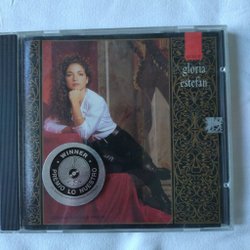 gloria
estefan
WINNER
PREMIO LO NUESTRO